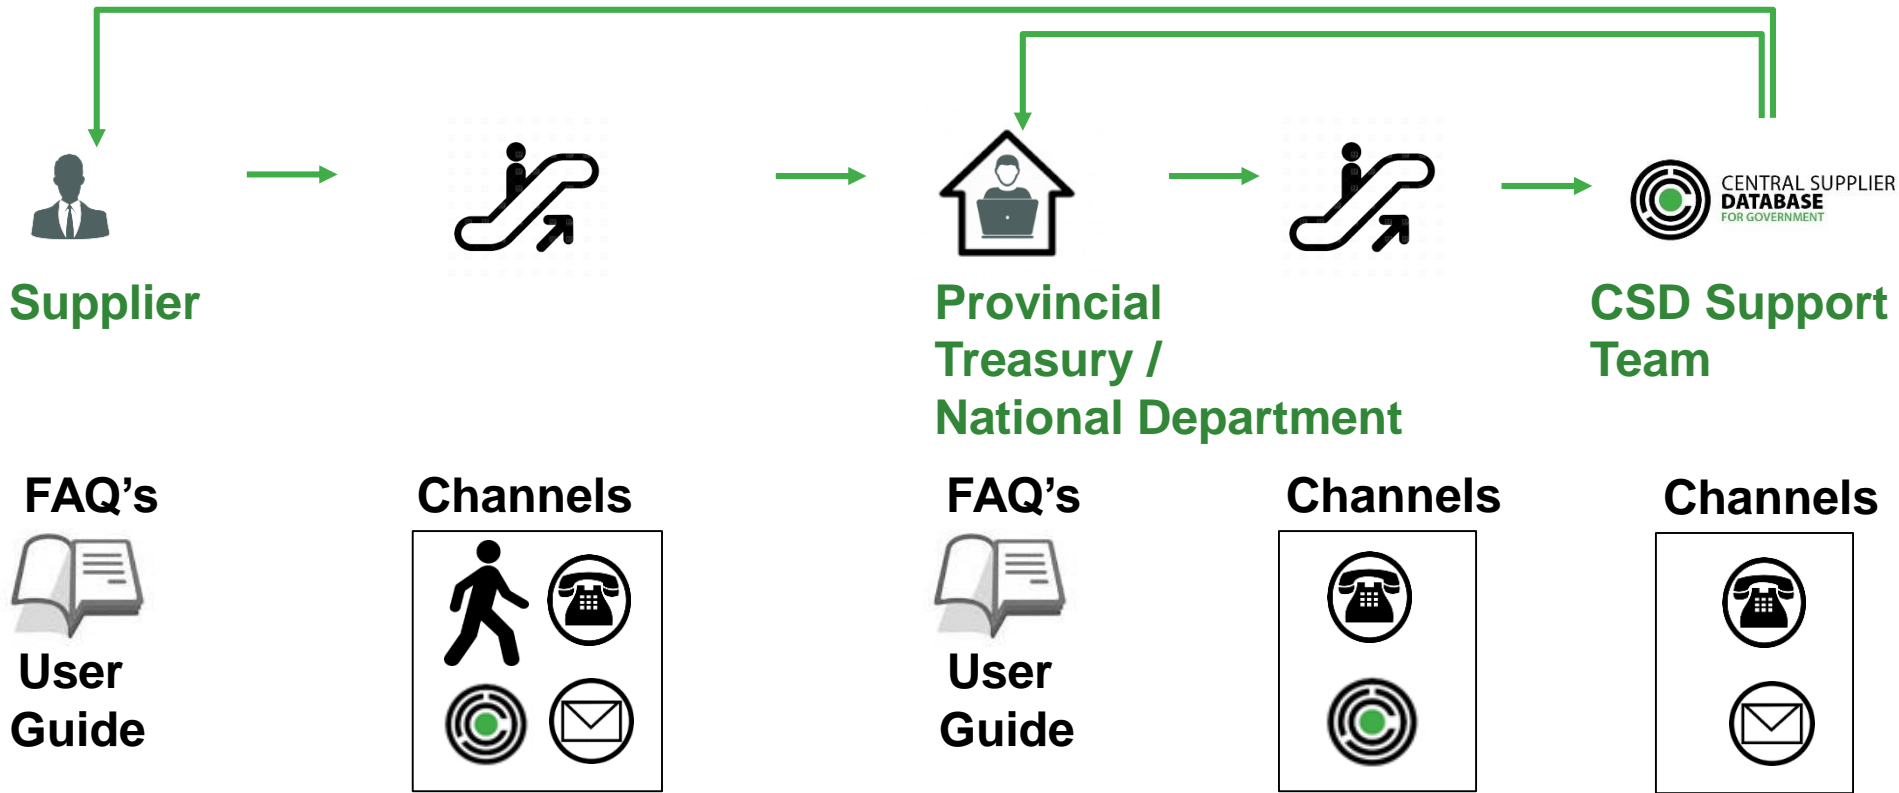 CENTRAL SUPPLIER
DATABASE
FOR GOVERNMENT
Supplier
Provincial
Treasury /
National Department
CSD Support
Team
FAQ’s
Channels
FAQ’s
Channels
Channels
User
Guide
User
Guide